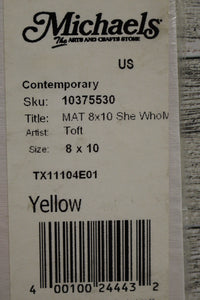 Michaels
The ARTS AND CRAFTS STORE
US
Contemporary
Sku: 10375530
Title: MAT 8x10 She WhoM
Artist: Toft
Size: 8 x 10
TX11104E01
Yellow
4 00100 24443 2